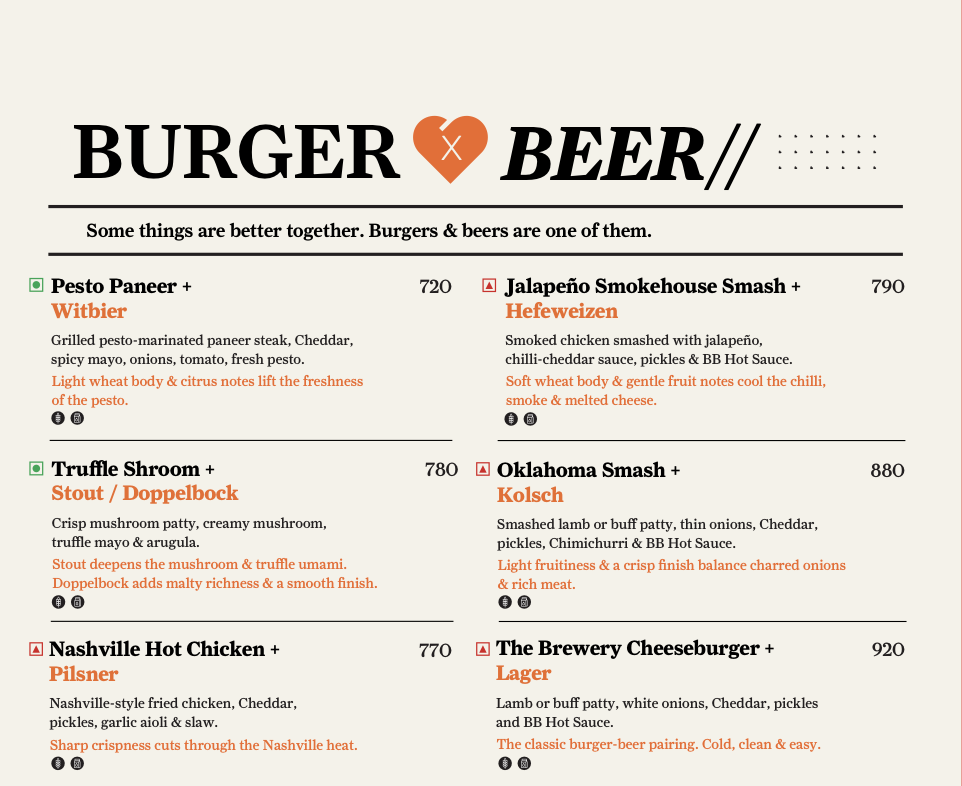 BURGER X BEER//
Some things are better together. Burgers & beers are one of them.
Pesto Paneer + 720
Witbier
Grilled pesto-marinated paneer steak, Cheddar,
spicy mayo, onions, tomato, fresh pesto.
Light wheat body & citrus notes lift the freshness
of the pesto.
Jalapeño Smokehouse Smash + 790
Hefeweizen
Smoked chicken smashed with jalapeño,
chilli-cheddar sauce, pickles & BB Hot Sauce.
Soft wheat body & gentle fruit notes cool the chilli,
smoke & melted cheese.
Truffle Shroom + 780
Stout / Doppelbock
Crisp mushroom patty, creamy mushroom,
truffle mayo & arugula.
Stout deepens the mushroom & truffle umami.
Doppelbock adds malty richness & a smooth finish.
Oklahoma Smash + 880
Kolsch
Smashed lamb or buff patty, thin onions, Cheddar,
pickles, Chimichurri & BB Hot Sauce.
Light fruitiness & a crisp finish balance charred onions
& rich meat.
Nashville Hot Chicken + 770
Pilsner
Nashville-style fried chicken, Cheddar,
pickles, garlic aioli & slaw.
Sharp crispness cuts through the Nashville heat.
The Brewery Cheeseburger + 920
Lager
Lamb or buff patty, white onions, Cheddar, pickles
and BB Hot Sauce.
The classic burger-beer pairing. Cold, clean & easy.